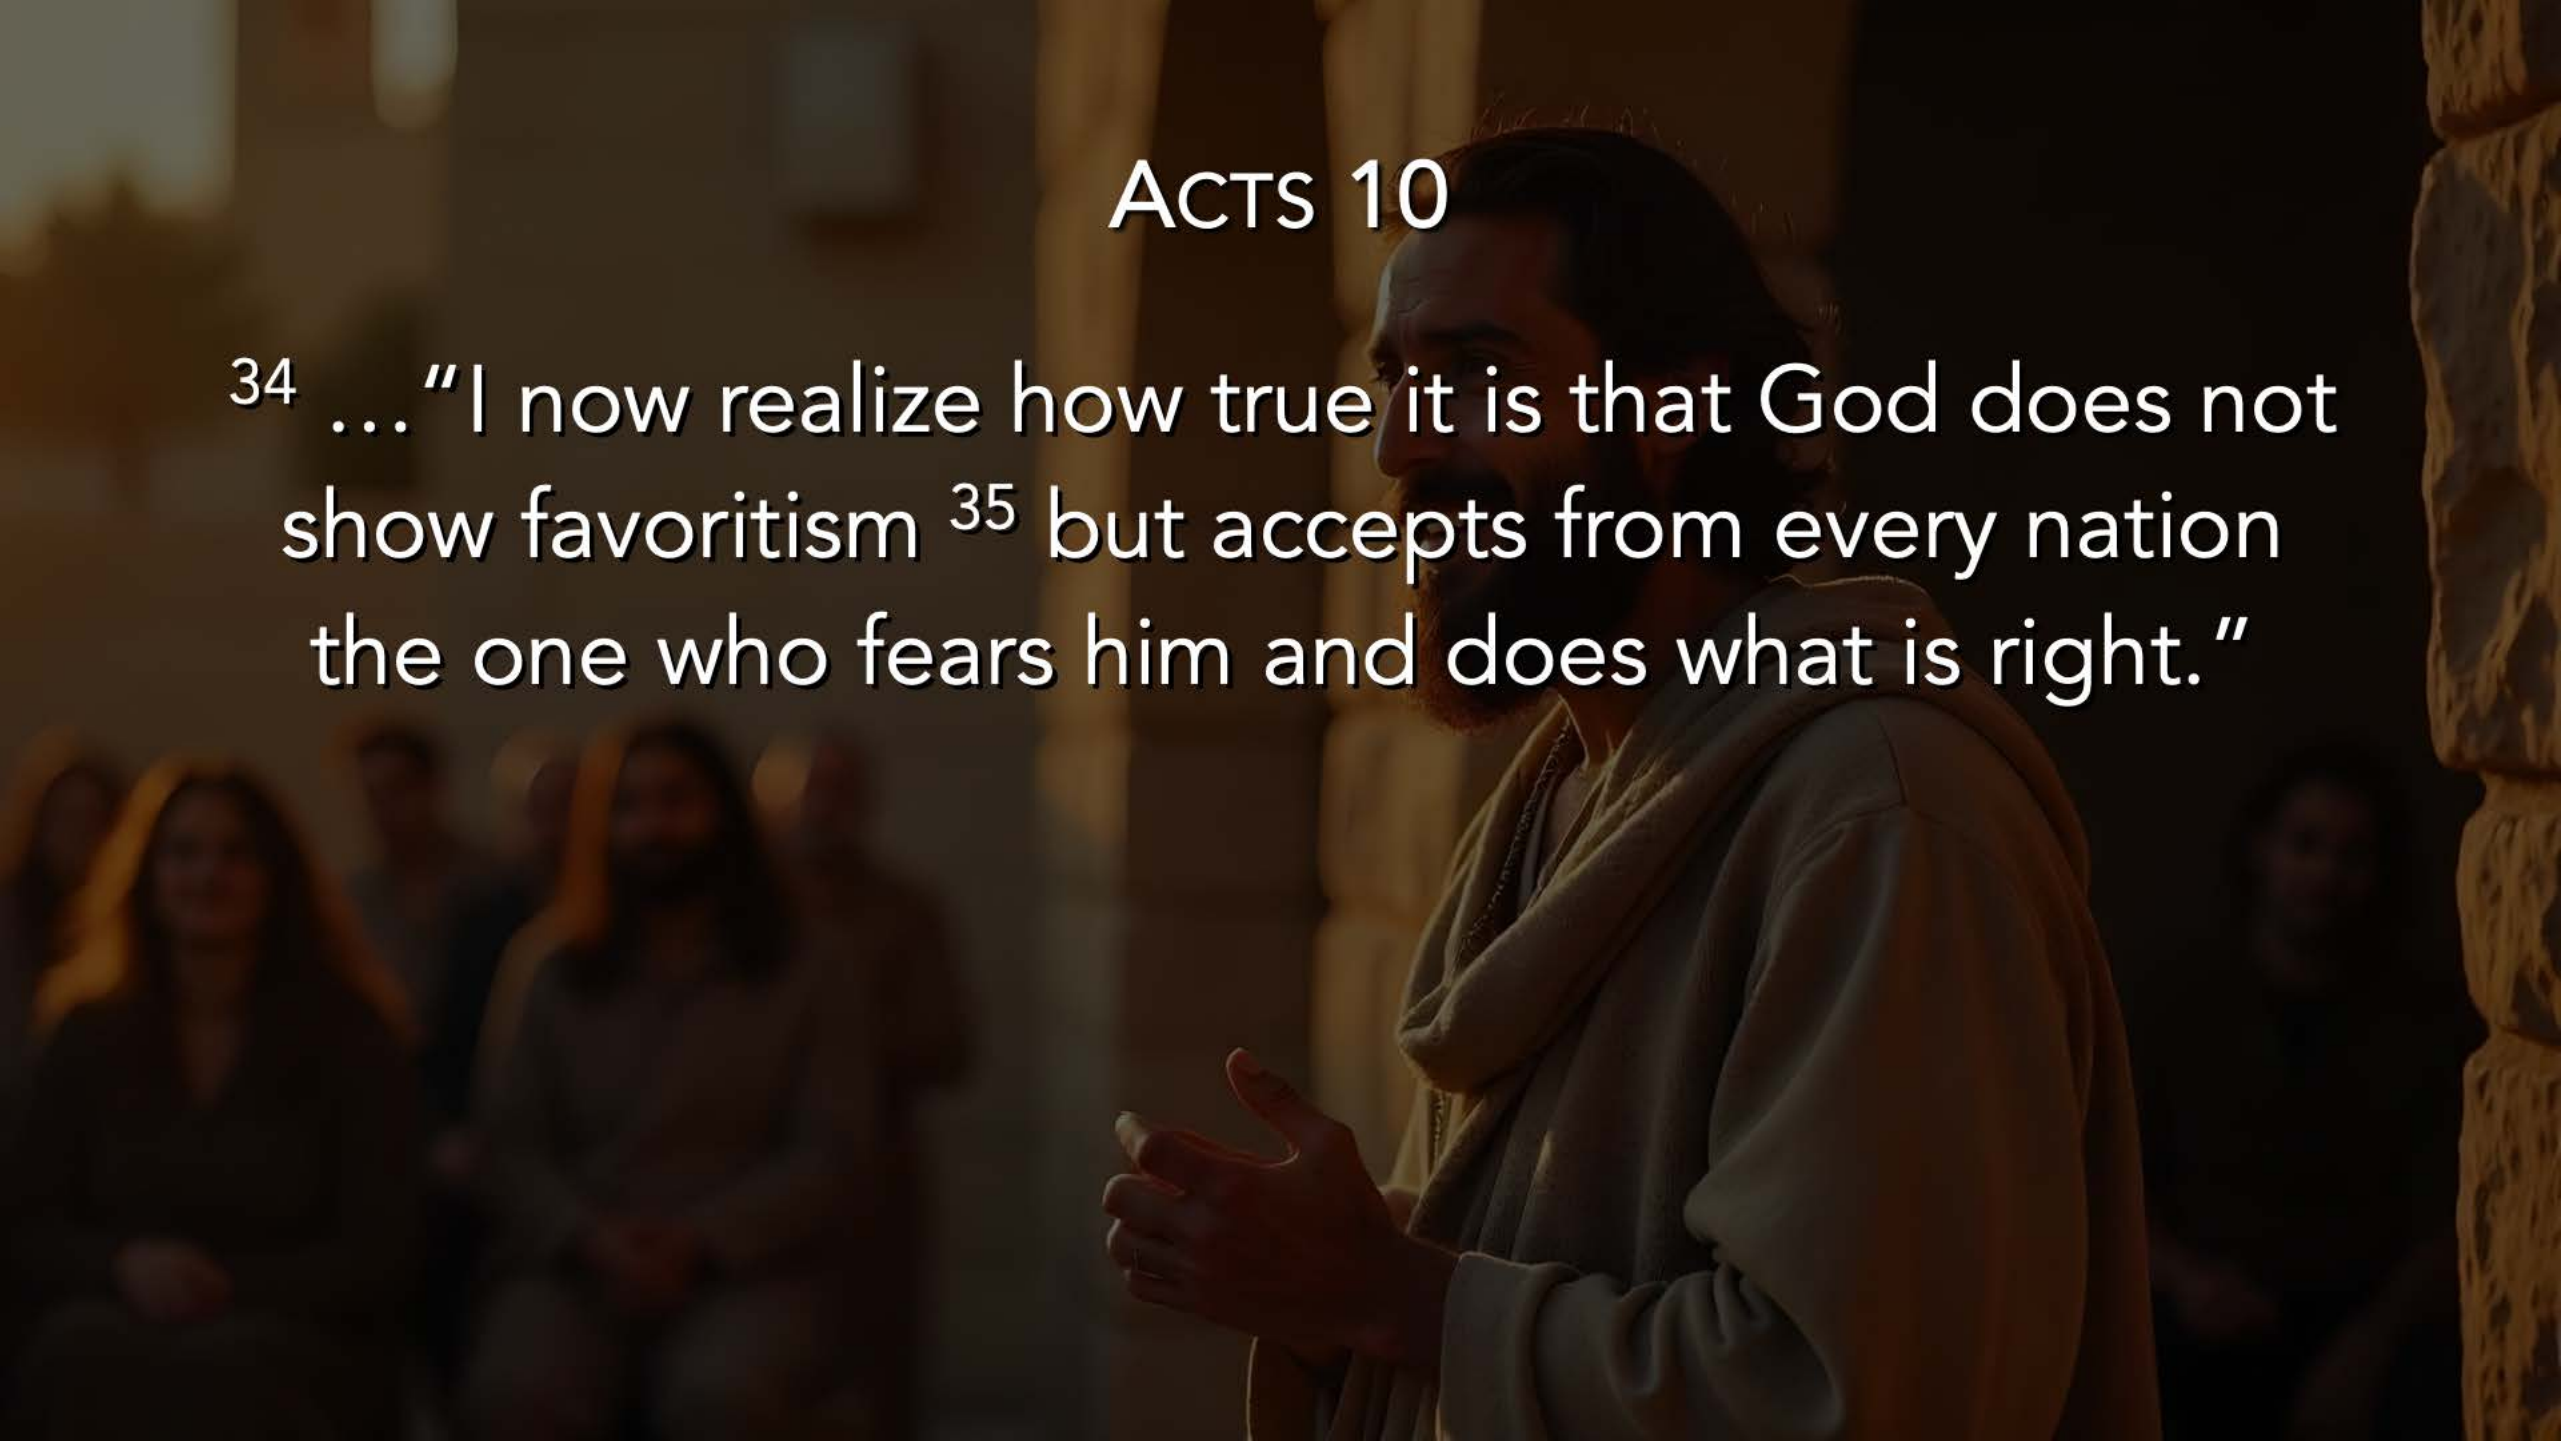 ACTS 10
34 …“I now realize how true it is that God does not
show favoritism 35 but accepts from every nation
the one who fears him and does what is right.”